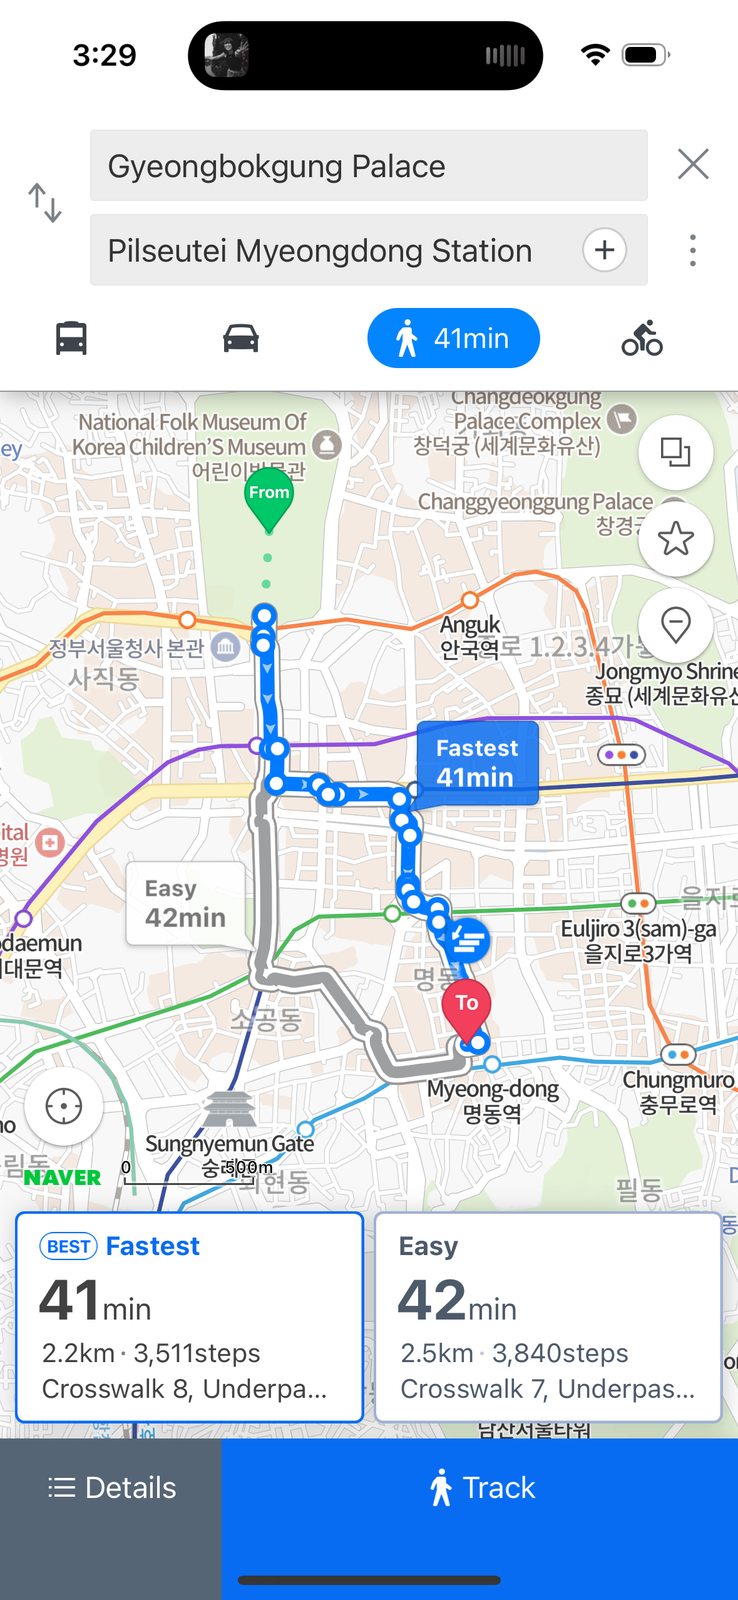 3:29
Gyeongbokgung Palace
Pilseutei Myeongdong Station
41min
Changdeokgung
National Folk Museum Of
Palace Complex
Korea Children'S Museum
창덕궁 (세계문화유산)
ey
어린이박물관
From
Changgyeonggung Palace
창경궁
Anguk
안국역
종로 1.2.3.4가동
정부서울청사 본관
사직동
Jongmyo Shrine
종묘 (세계문화유산
Fastest
41min
ital
병원
Easy
42min
을지로
Euljiro 3(sam)-ga
을지로3가역
daemun
대문역
명동
To
소공동
Myeong-dong
명동역
Chungmuro
충무로역
Sungnyemun Gate
0
500m
NAVER
회현동
필동
BEST Fastest
41min
2.2km · 3,511steps
Crosswalk 8, Underpa...
Easy
42min
2.5km · 3,840steps
Crosswalk 7, Underpas...
남산서울타워
Details
Track